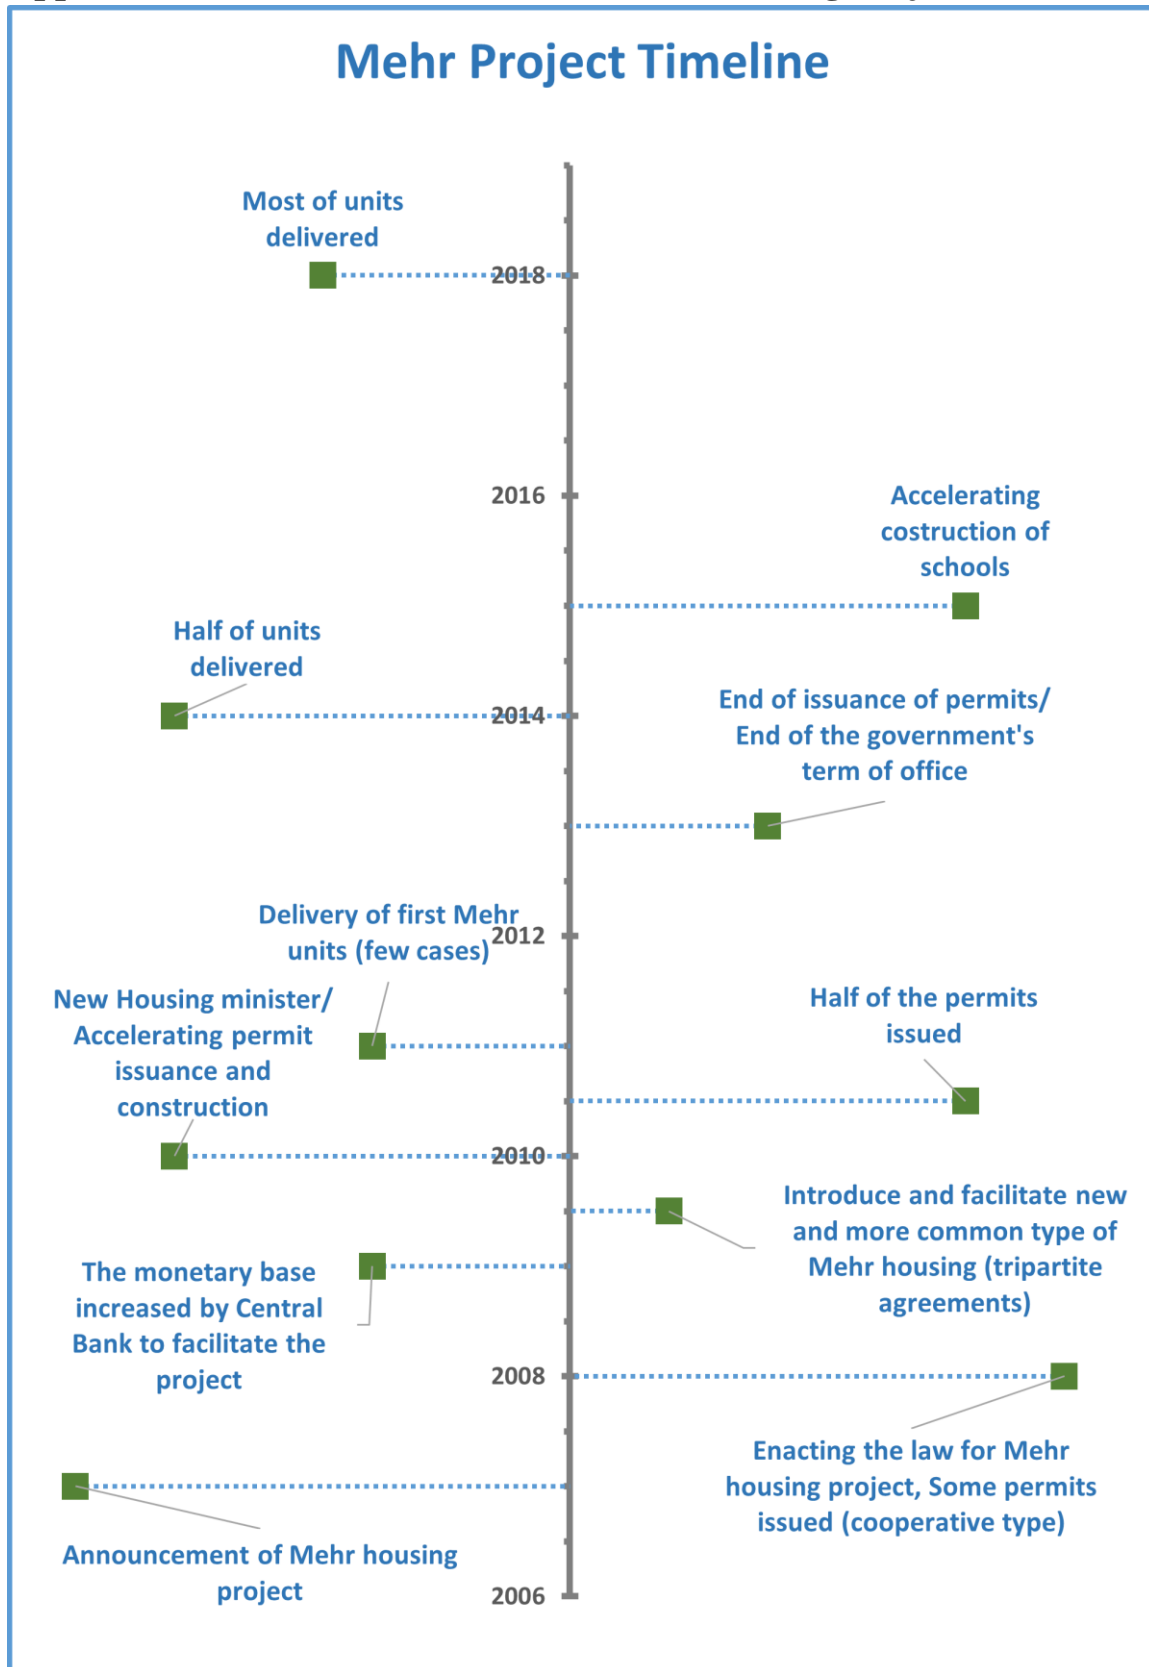 Mehr Project Timeline
Most of units
delivered
2018
2016
Accelerating
costruction of
schools
Half of units
delivered
2014
End of issuance of permits/
End of the government's
term of office
Delivery of first Mehr
units (few cases)
2012
New Housing minister/
Accelerating permit
issuance and
construction
Half of the permits
issued
2010
Introduce and facilitate new
and more common type of
Mehr housing (tripartite
agreements)
The monetary base
increased by Central
Bank to facilitate the
project
2008
Enacting the law for Mehr
housing project, Some permits
issued (cooperative type)
Announcement of Mehr housing
project
2006